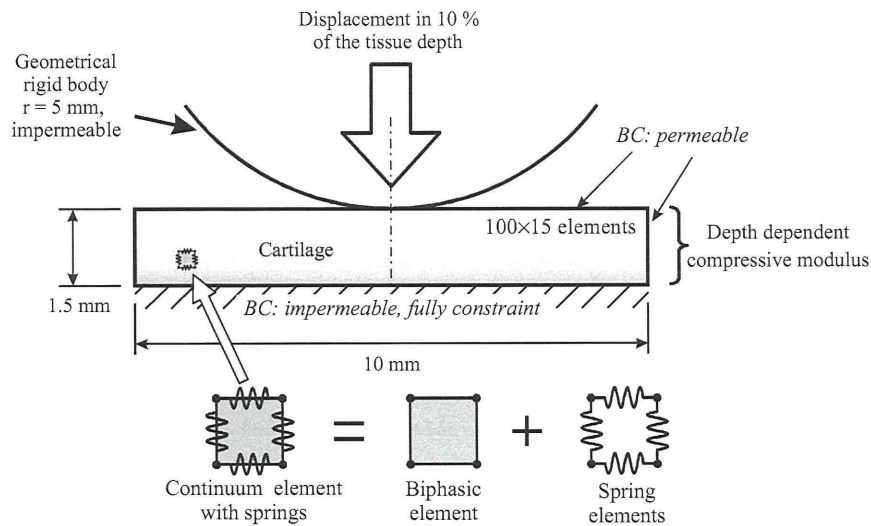 Displacement in 10 %
of the tissue depth
Geometrical
rigid body
r = 5 mm,
impermeable
BC: permeable
100×15 elements
Cartilage
Depth dependent
compressive modulus
1.5 mm
BC: impermeable, fully constraint
10 mm
=
+
Continuum element
with springs
Biphasic
element
Spring
elements